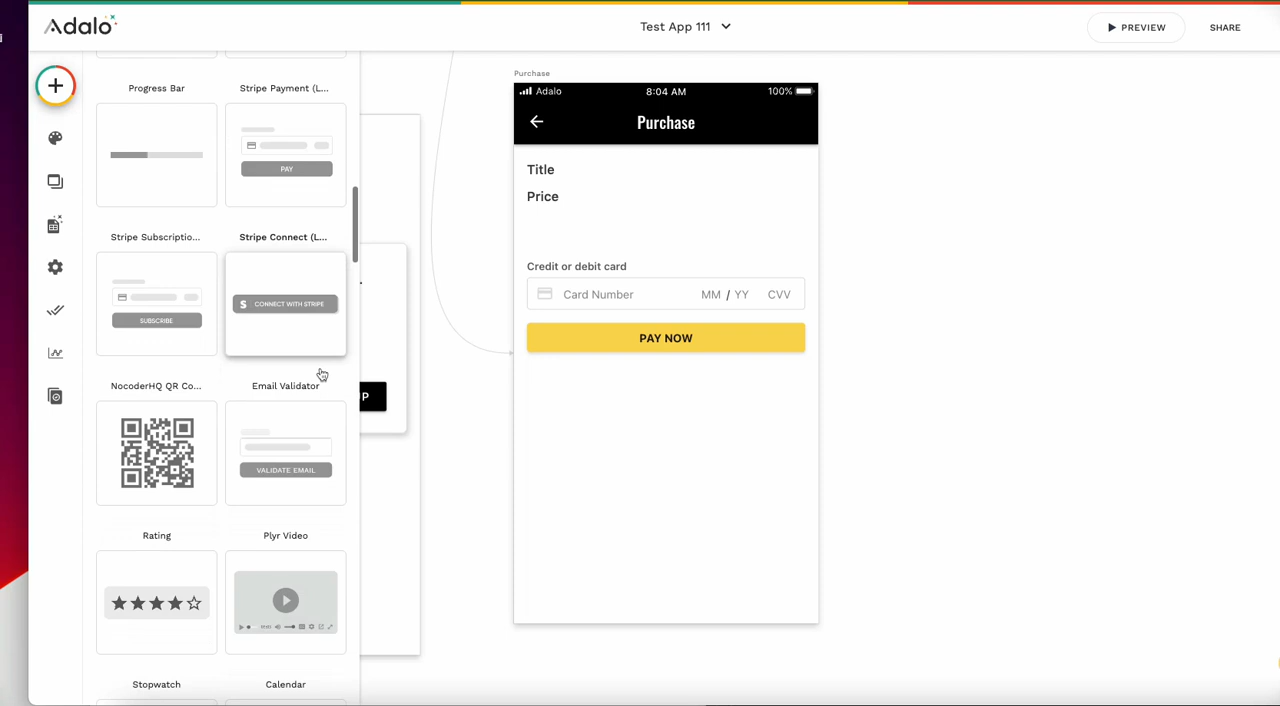 Adalo
Test App 111
PREVIEW
SHARE
Progress Bar
Stripe Payment (L...
PAY
Stripe Subscriptio...
Stripe Connect (L...
SUBSCRIBE
S CONNECT WITH STRIPE
NocoderHQ QR Co...
Email Validator
VALIDATE EMAIL
Rating
Plyr Video
Stopwatch
Calendar
UP
Purchase
Adalo
8:04 AM
100%
Purchase
Title
Price
Credit or debit card
Card Number
MM / YY
CVV
PAY NOW